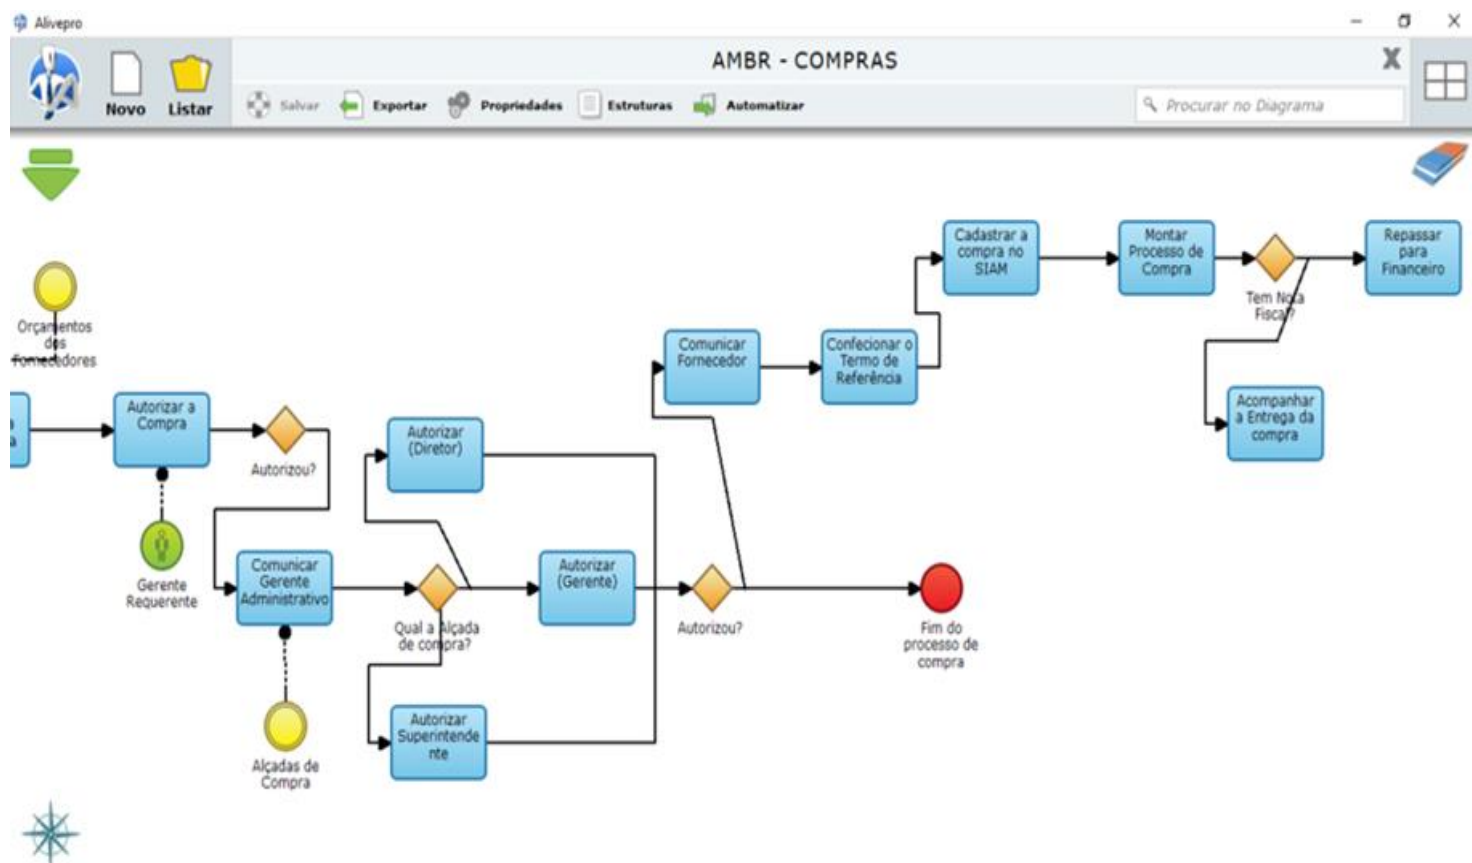 Alivepro
AMBR - COMPRAS
Novo
Listar
Salvar
Exportar
Propriedades
Estruturas
Automatizar
Procurar no Diagrama
Cadastrar a
compra no
SIAM
Montar
Processo de
Compra
Tem Nota
Fiscal?
Repassar
para
Financeiro
Orçamentos
dos
Fornecedores
Comunicar
Fornecedor
Confecionar o
Termo de
Referência
Acompanhar
a Entrega da
compra
a
Autorizar a
Compra
Autorizou?
Autorizar
(Diretor)
Gerente
Requerente
Comunicar
Gerente
Administrativo
Qual a Alçada
de compra?
Autorizar
(Gerente)
Autorizou?
Fim do
processo de
compra
Alçadas de
Compra
Autorizar
Superintende
nte